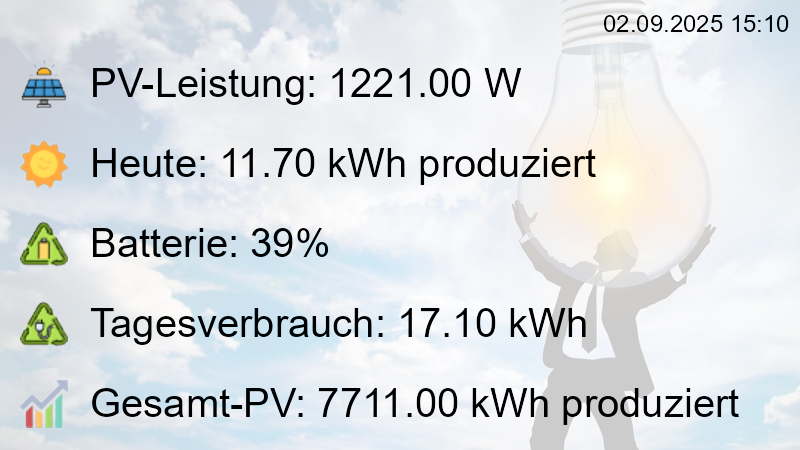 02.09.2025 15:10
PV-Leistung: 1221.00 W
Heute: 11.70 kWh produziert
Batterie: 39%
Tagesverbrauch: 17.10 kWh
Gesamt-PV: 7711.00 kWh produziert